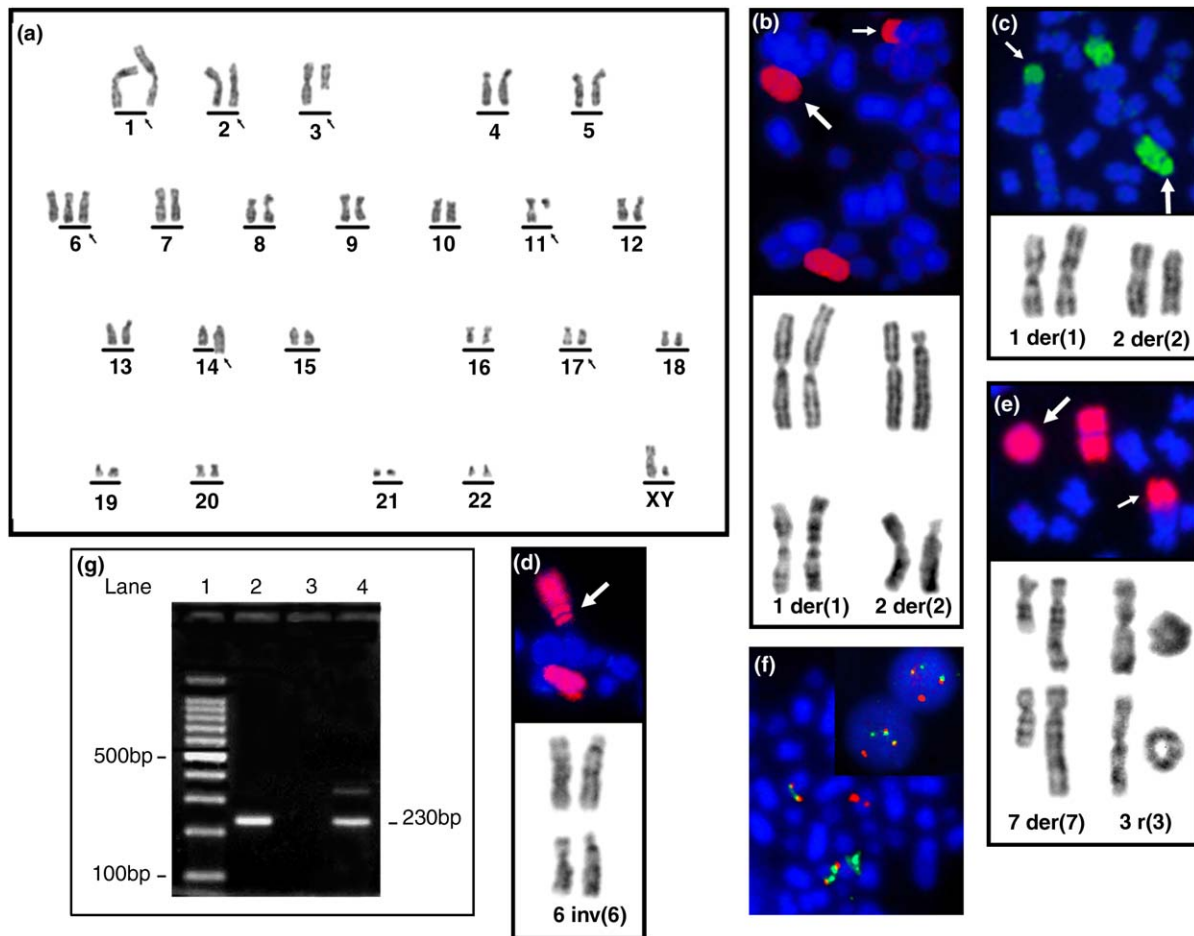 (a)
1 2 3 4 5
6 7 8 9 10 11 12
13 14 15 16 17 18
19 20 21 22 XY
(b)
1 der(1) 2 der(2)
(c)
1 der(1) 2 der(2)
(d)
6 inv(6)
(e)
7 der(7) 3 r(3)
(f)
(g)
Lane 1 2 3 4
500bp
230bp
100bp